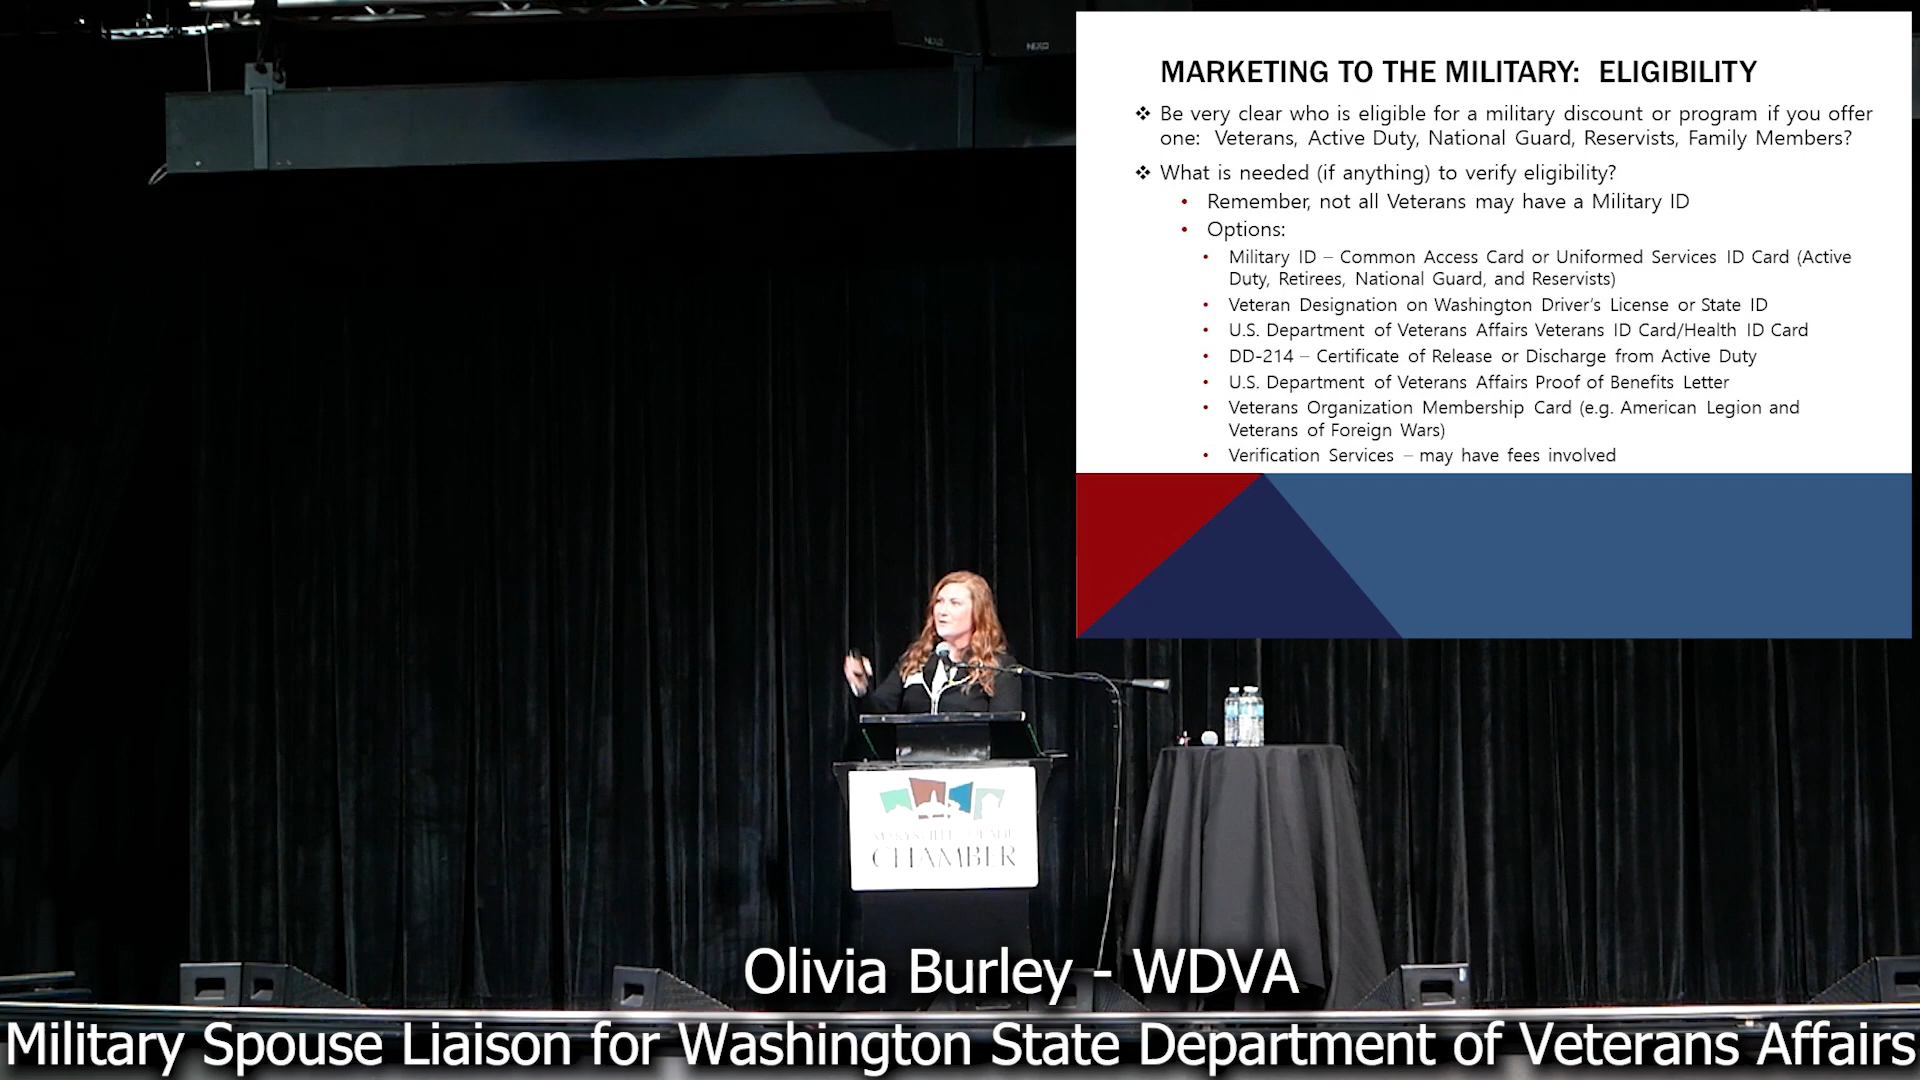 NEXO
NEXO
MARKETING TO THE MILITARY: ELIGIBILITY
❖ Be very clear who is eligible for a military discount or program if you offer
one: Veterans, Active Duty, National Guard, Reservists, Family Members?
❖ What is needed (if anything) to verify eligibility?
• Remember, not all Veterans may have a Military ID
• Options:
• Military ID – Common Access Card or Uniformed Services ID Card (Active
Duty, Retirees, National Guard, and Reservists)
• Veteran Designation on Washington Driver's License or State ID
• U.S. Department of Veterans Affairs Veterans ID Card/Health ID Card
• DD-214 – Certificate of Release or Discharge from Active Duty
• U.S. Department of Veterans Affairs Proof of Benefits Letter
• Veterans Organization Membership Card (e.g. American Legion and
Veterans of Foreign Wars)
• Verification Services – may have fees involved
CHAMBER
Olivia Burley - WDVA
Military Spouse Liaison for Washington State Department of Veterans Affairs